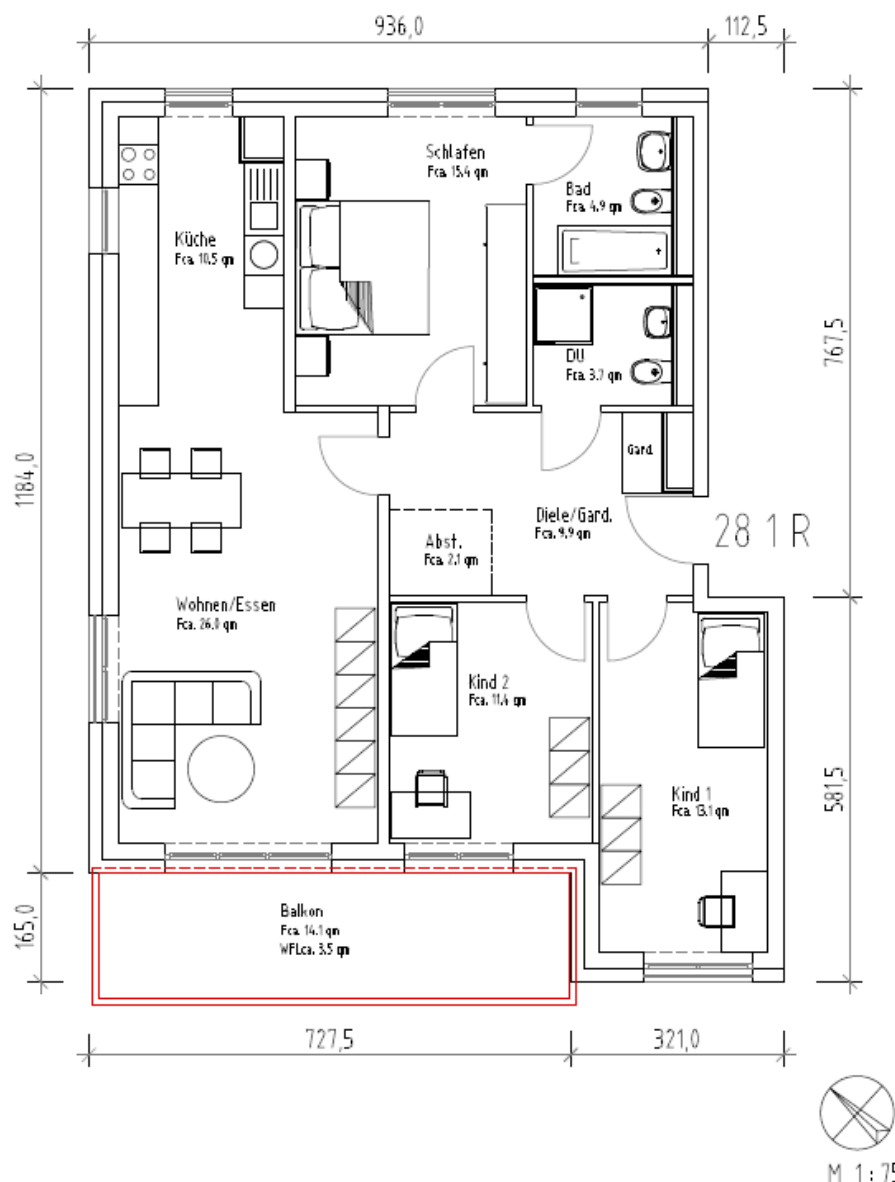 936,0
112,5
Schlafen
Fca. 15.4 qm
Bad
Fca. 4.9 qm
Küche
Fca. 10.5 qm
767,5
DU
Fca. 3.7 qm
1184,0
Gard.
Diele/Gard.
Fca. 9.9 qm
28 1 R
Abst.
Fca. 2.1 qm
Wohnen/Essen
Fca. 26.0 qm
Kind 2
Fca. 11.4 qm
Kind 1
Fca. 13.1 qm
581,5
165,0
Balkon
Fca. 14.1 qm
WFLca. 3.5 qm
727,5
321,0
M 1:75